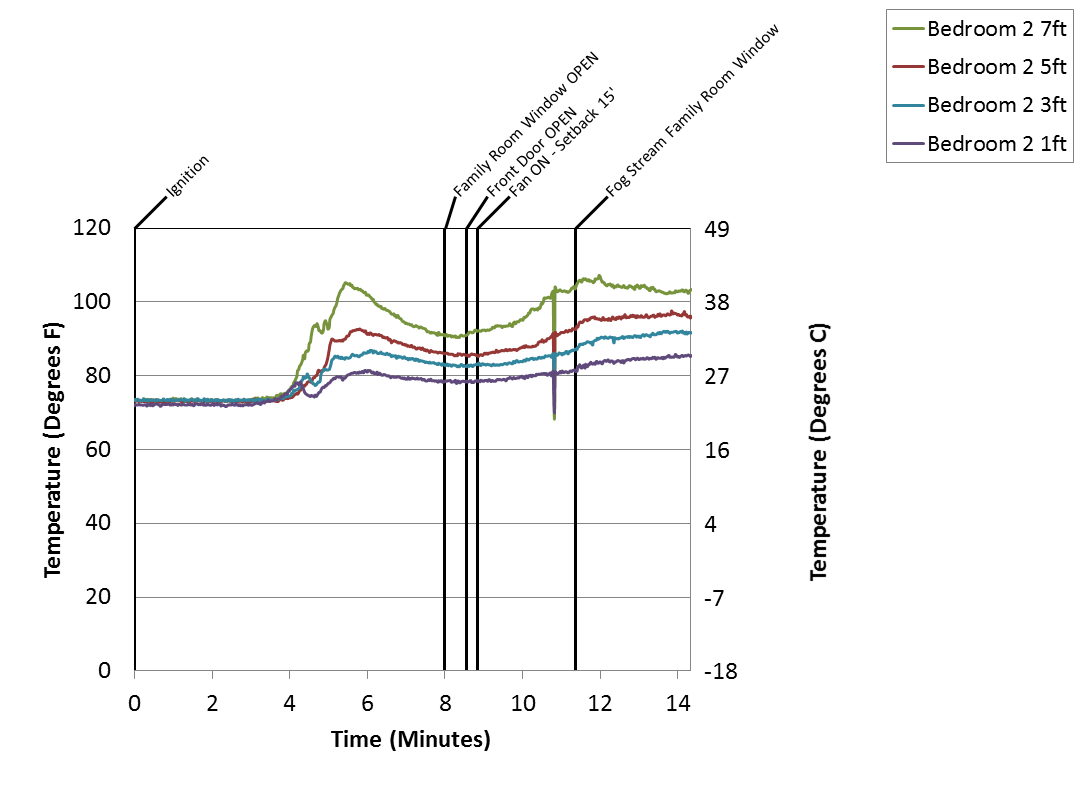 Bedroom 2 7ft
Bedroom 2 5ft
Bedroom 2 3ft
Bedroom 2 1ft
Ignition
Family Room Window OPEN
Front Door OPEN
Fan ON - Setback 15'
Fog Stream Family Room Window
Temperature (Degrees F)
120
100
80
60
40
20
0
49
38
27
16
4
-7
-18
Temperature (Degrees C)
0 2 4 6 8 10 12 14
Time (Minutes)